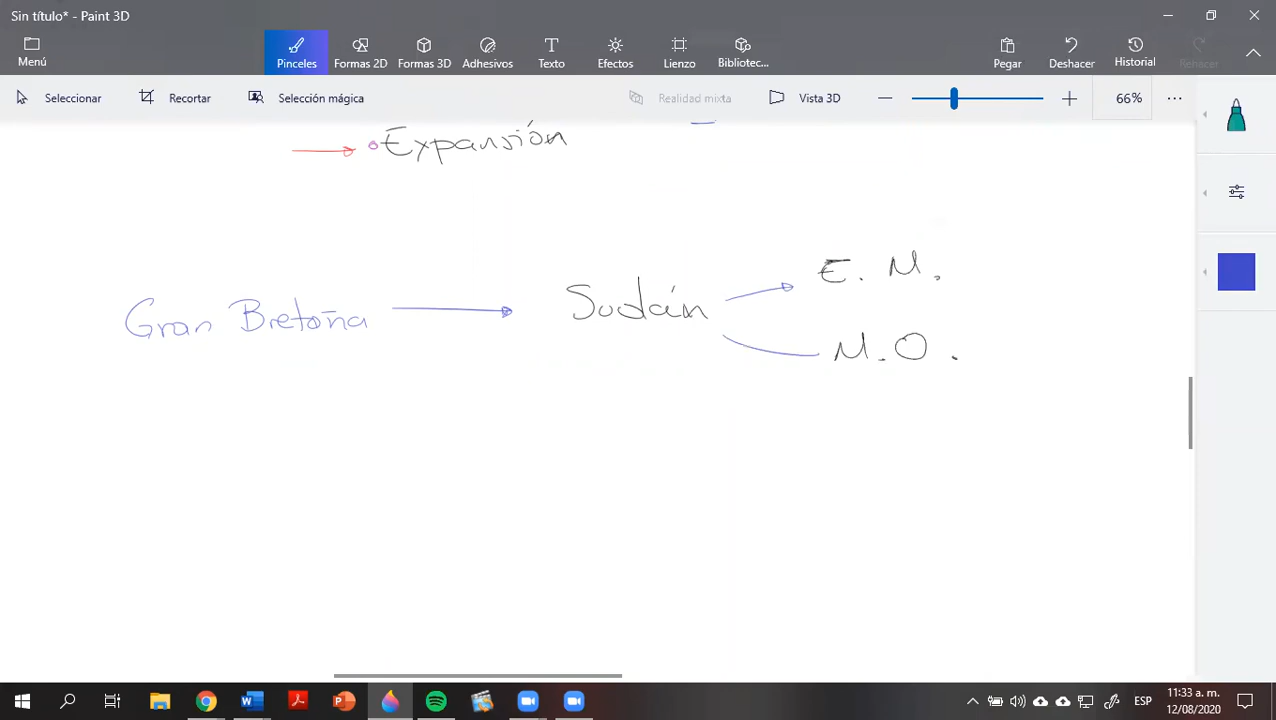 Sin título* - Paint 3D
Menú
Pinceles
Formas 2D
Formas 3D
Adhesivos
Texto
Efectos
Lienzo
Bibliotec...
Pegar
Deshacer
Historial
Rehacer
Seleccionar
Recortar
Selección mágica
Realidad mixta
Vista 3D
66%
Expansión
E. M.
Gran Bretaña
Sudán
M.O.
ESP
11:33 a. m.
12/08/2020